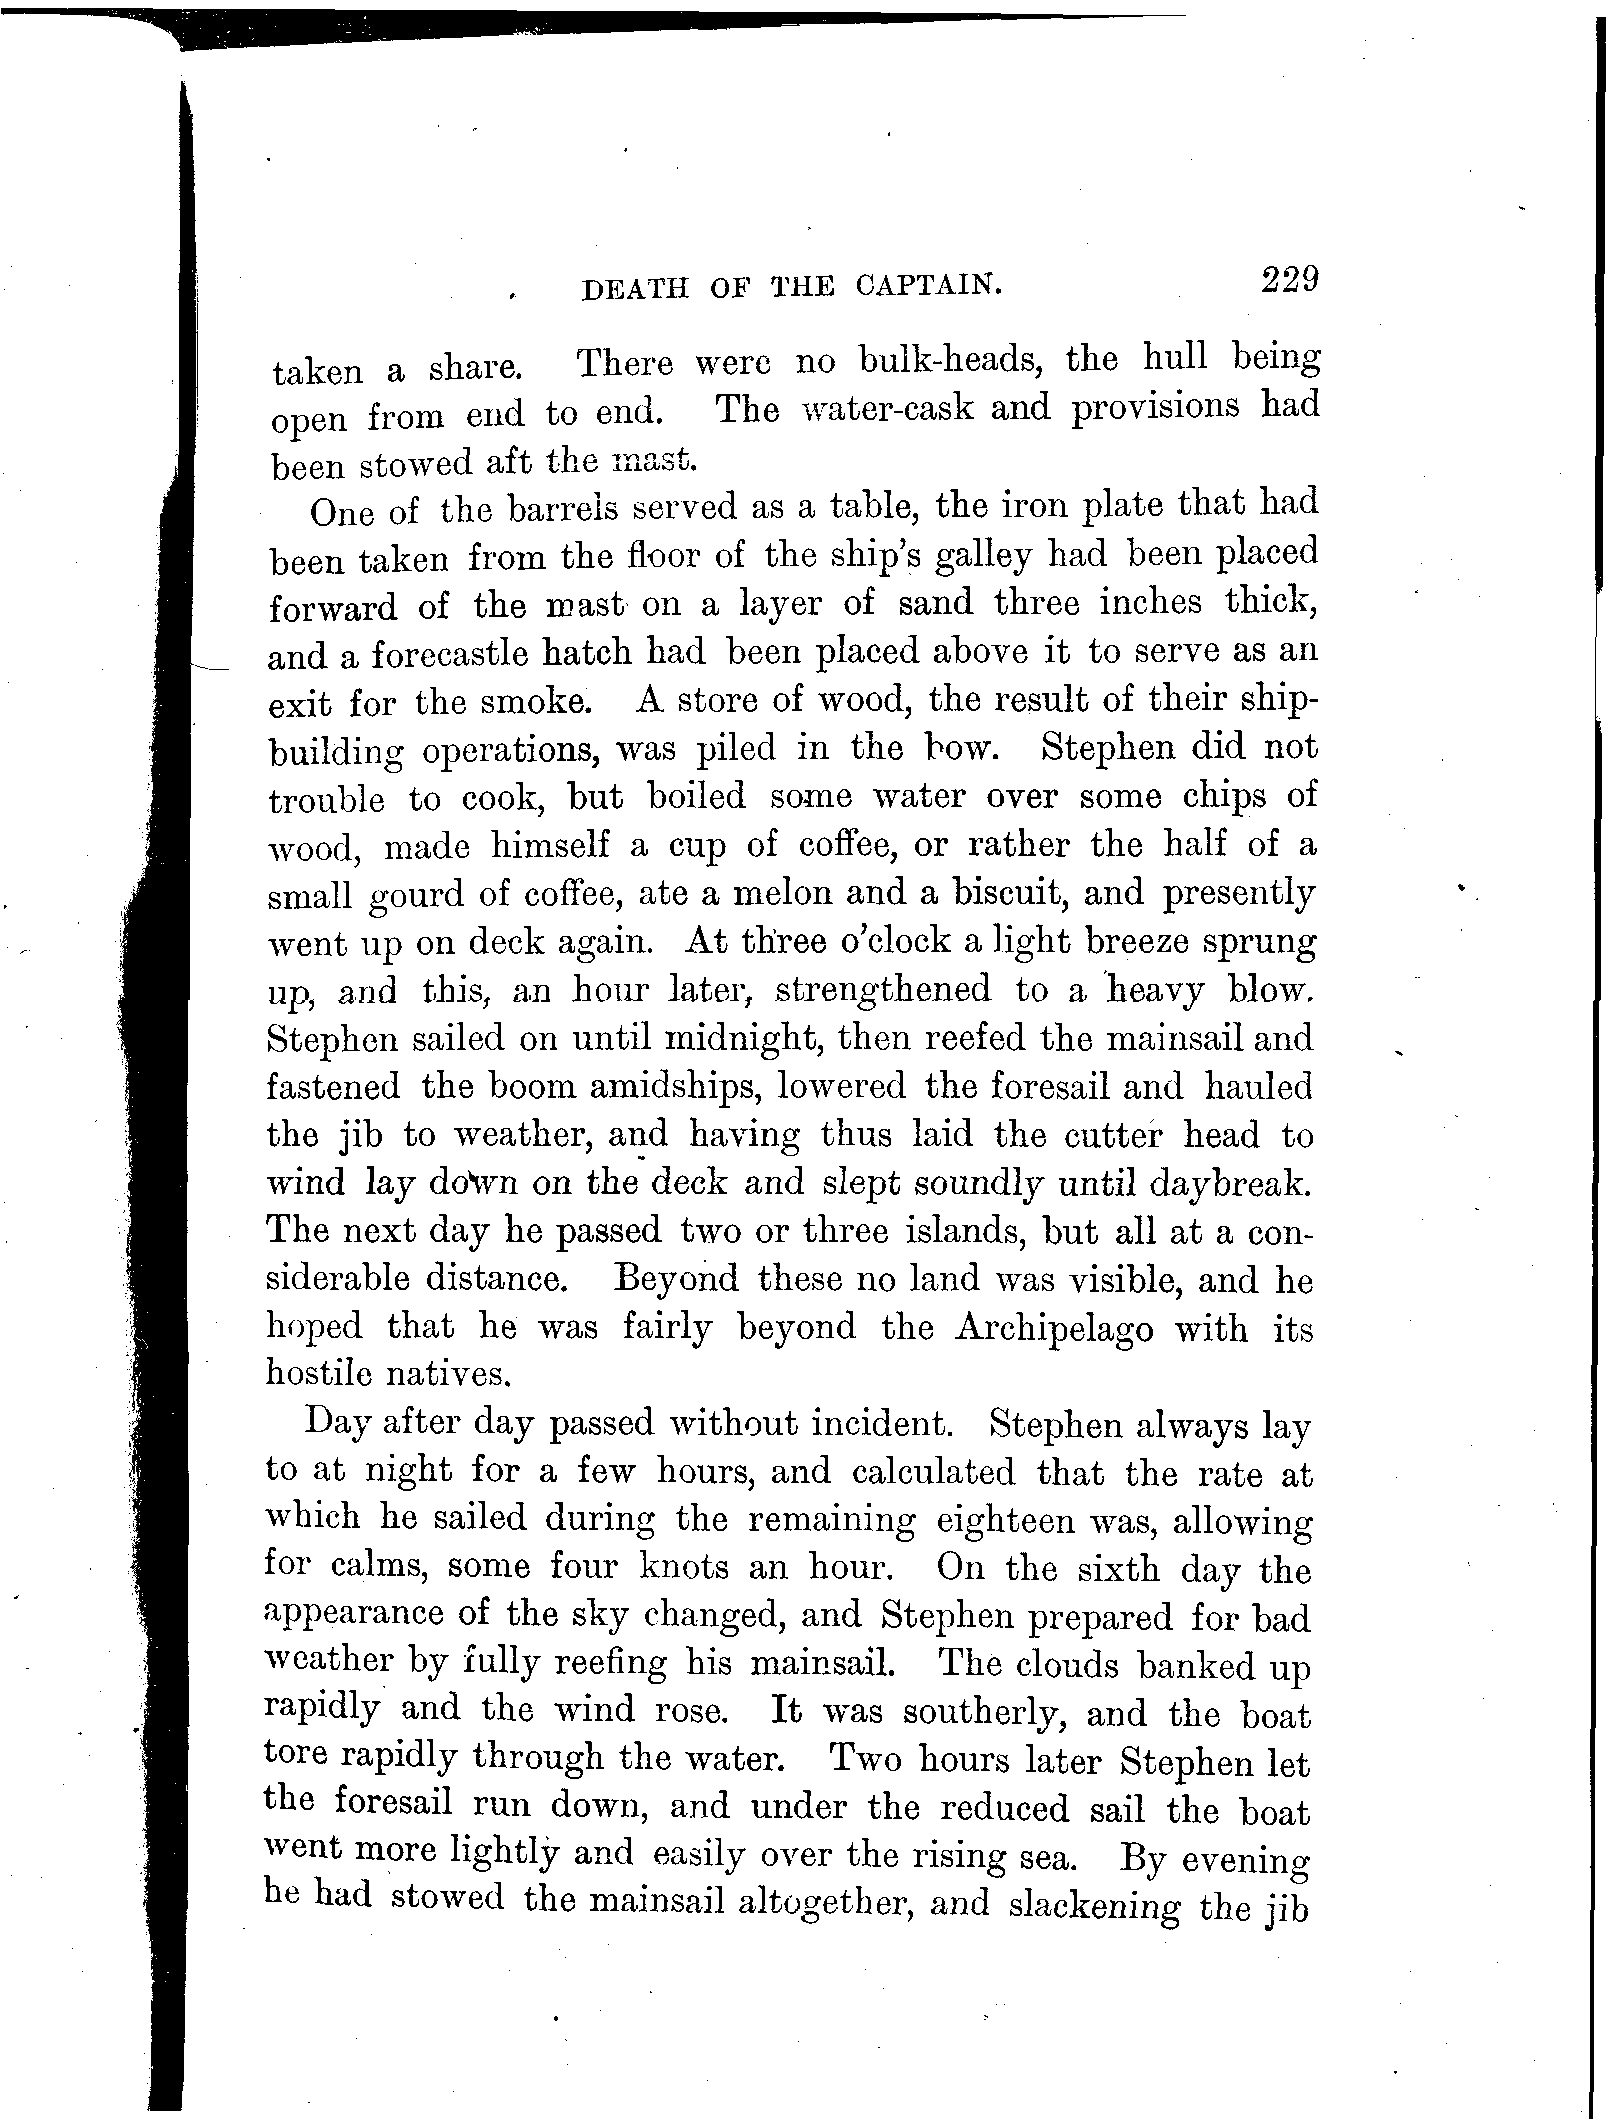 DEATH OF THE CAPTAIN. 229
taken a share. There were no bulk-heads, the hull being
open from end to end. The water-cask and provisions had
been stowed aft the mast.
One of the barrels served as a table, the iron plate that had
been taken from the floor of the ship's galley had been placed
forward of the mast on a layer of sand three inches thick,
and a forecastle hatch had been placed above it to serve as an
exit for the smoke. A store of wood, the result of their ship-
building operations, was piled in the bow. Stephen did not
trouble to cook, but boiled some water over some chips of
wood, made himself a cup of coffee, or rather the half of a
small gourd of coffee, ate a melon and a biscuit, and presently
went up on deck again. At three o'clock a light breeze sprung
up, and this, an hour later, strengthened to a heavy blow.
Stephen sailed on until midnight, then reefed the mainsail and
fastened the boom amidships, lowered the foresail and hauled
the jib to weather, and having thus laid the cutter head to
wind lay down on the deck and slept soundly until daybreak.
The next day he passed two or three islands, but all at a con-
siderable distance. Beyond these no land was visible, and he
hoped that he was fairly beyond the Archipelago with its
hostile natives.
Day after day passed without incident. Stephen always lay
to at night for a few hours, and calculated that the rate at
which he sailed during the remaining eighteen was, allowing
for calms, some four knots an hour. On the sixth day the
appearance of the sky changed, and Stephen prepared for bad
weather by fully reefing his mainsail. The clouds banked up
rapidly and the wind rose. It was southerly, and the boat
tore rapidly through the water. Two hours later Stephen let
the foresail run down, and under the reduced sail the boat
went more lightly and easily over the rising sea. By evening
he had stowed the mainsail altogether, and slackening the jib